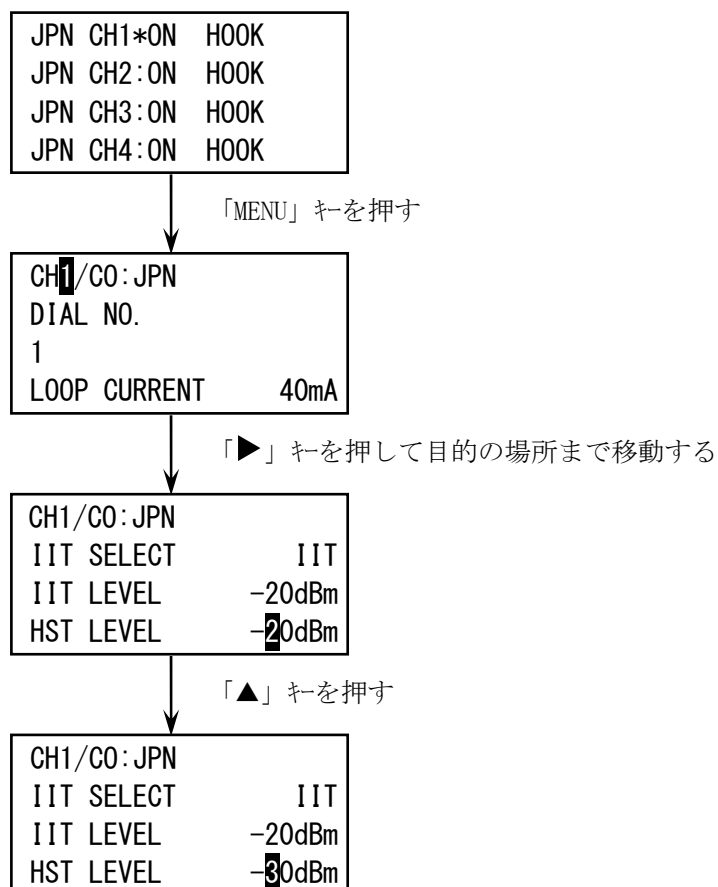 JPN CH1*ON HOOK
JPN CH2:ON HOOK
JPN CH3:ON HOOK
JPN CH4:ON HOOK
「MENU」キーを押す
CH1/CO:JPN
DIAL NO.
1
LOOP CURRENT 40mA
「▶」キーを押して目的の場所まで移動する
CH1/CO:JPN
IIT SELECT IIT
IIT LEVEL -20dBm
HST LEVEL -20dBm
「▲」キーを押す
CH1/CO:JPN
IIT SELECT IIT
IIT LEVEL -20dBm
HST LEVEL -30dBm